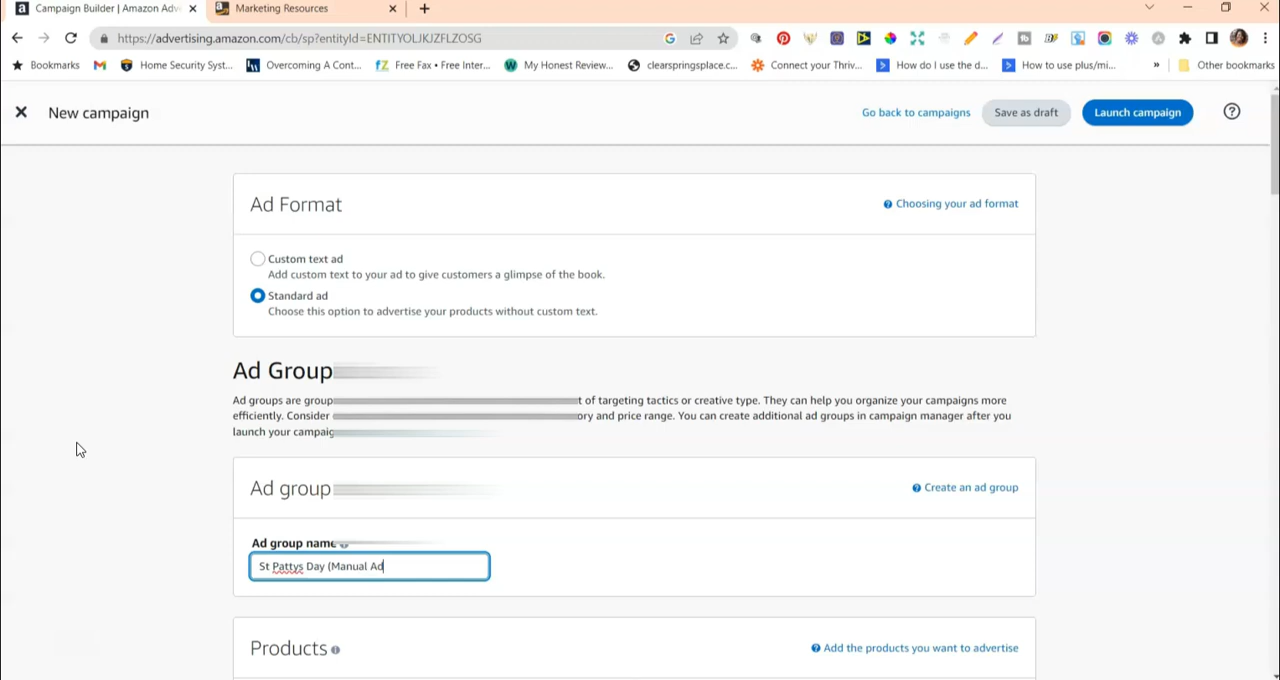 Campaign Builder | Amazon Adv
Marketing Resources
https://advertising.amazon.com/cb/sp?entityId=ENTITYOLJKJZFLZOSG
Bookmarks
Home Security Syst...
Overcoming A Cont...
Free Fax • Free Inter...
My Honest Review...
clearspringsplace.c...
Connect your Thriv...
How do I use the d...
How to use plus/mi...
»
Other bookmarks
New campaign
Go back to campaigns
Save as draft
Launch campaign
Ad Format
Choosing your ad format
Custom text ad
Add custom text to your ad to give customers a glimpse of the book.
Standard ad
Choose this option to advertise your products without custom text.
Ad Group
Ad groups are group t of targeting tactics or creative type. They can help you organize your campaigns more
efficiently. Consider ory and price range. You can create additional ad groups in campaign manager after you
launch your campaig
Ad group
Create an ad group
Ad group name
St Pattys Day (Manual Ad
Products
Add the products you want to advertise